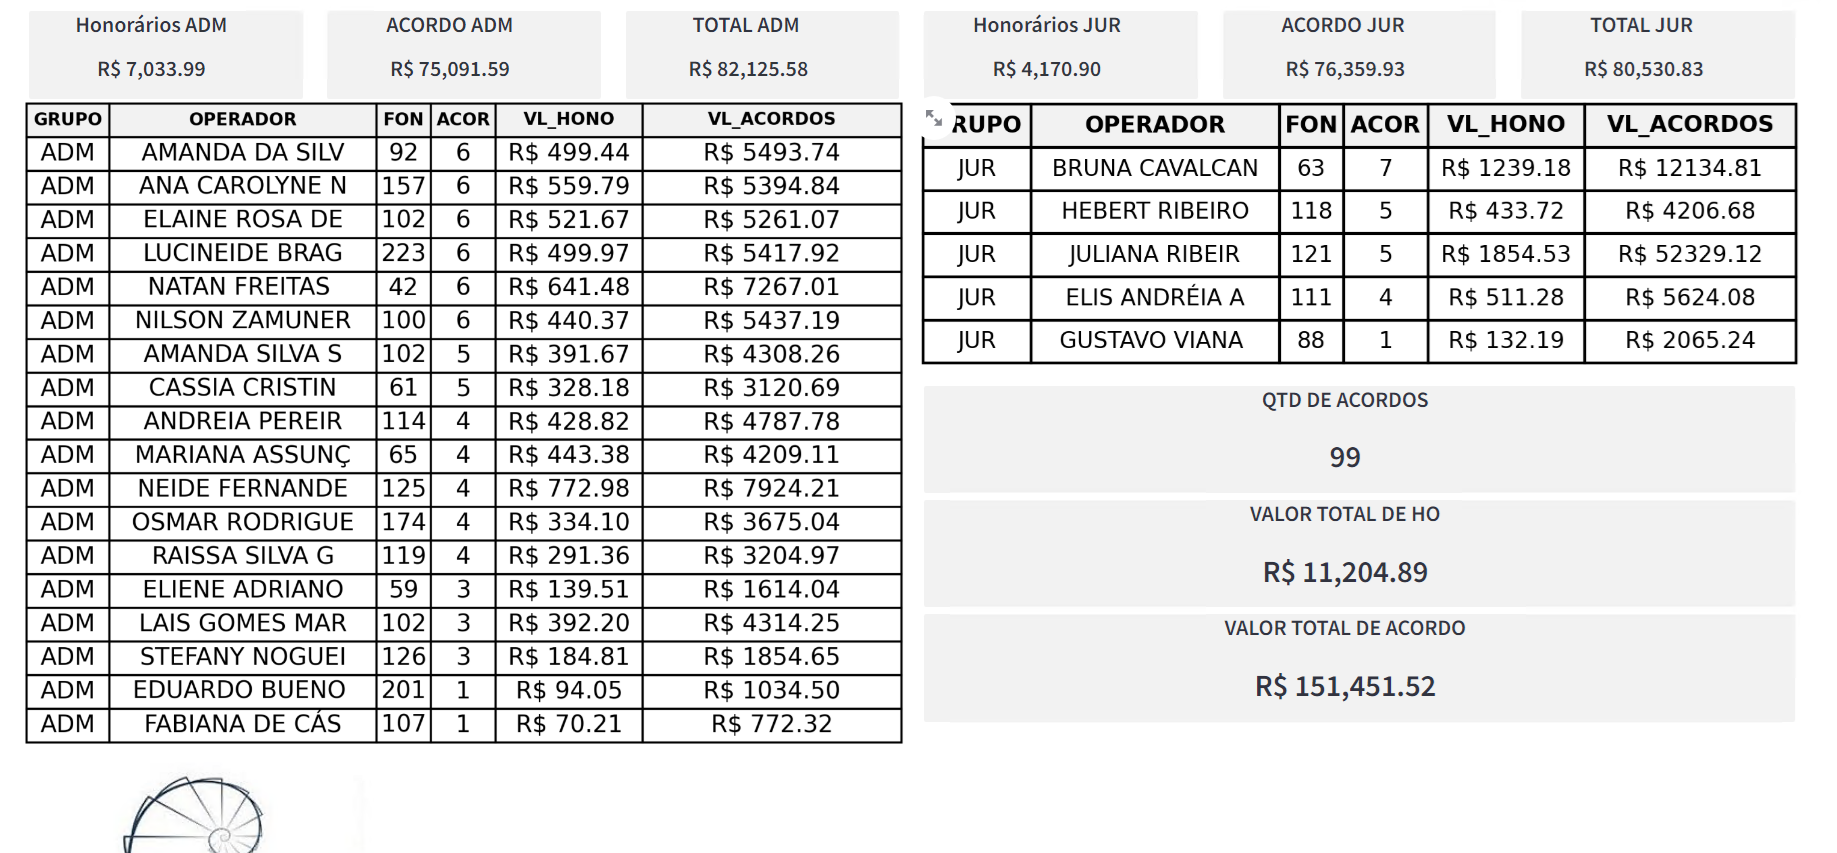 Honorários ADM
R$ 7,033.99
ACORDO ADM
R$ 75,091.59
TOTAL ADM
R$ 82,125.58
GRUPO OPERADOR FON ACOR VL_HONO VL_ACORDOS
ADM AMANDA DA SILV 92 6 R$ 499.44 R$ 5493.74
ADM ANA CAROLYNE N 157 6 R$ 559.79 R$ 5394.84
ADM ELAINE ROSA DE 102 6 R$ 521.67 R$ 5261.07
ADM LUCINEIDE BRAG 223 6 R$ 499.97 R$ 5417.92
ADM NATAN FREITAS 42 6 R$ 641.48 R$ 7267.01
ADM NILSON ZAMUNER 100 6 R$ 440.37 R$ 5437.19
ADM AMANDA SILVA S 102 5 R$ 391.67 R$ 4308.26
ADM CASSIA CRISTIN 61 5 R$ 328.18 R$ 3120.69
ADM ANDREIA PEREIR 114 4 R$ 428.82 R$ 4787.78
ADM MARIANA ASSUNÇ 65 4 R$ 443.38 R$ 4209.11
ADM NEIDE FERNANDE 125 4 R$ 772.98 R$ 7924.21
ADM OSMAR RODRIGUE 174 4 R$ 334.10 R$ 3675.04
ADM RAISSA SILVA G 119 4 R$ 291.36 R$ 3204.97
ADM ELIENE ADRIANO 59 3 R$ 139.51 R$ 1614.04
ADM LAIS GOMES MAR 102 3 R$ 392.20 R$ 4314.25
ADM STEFANY NOGUEI 126 3 R$ 184.81 R$ 1854.65
ADM EDUARDO BUENO 201 1 R$ 94.05 R$ 1034.50
ADM FABIANA DE CÁS 107 1 R$ 70.21 R$ 772.32
Honorários JUR
R$ 4,170.90
ACORDO JUR
R$ 76,359.93
TOTAL JUR
R$ 80,530.83
RUPO OPERADOR FON ACOR VL_HONO VL_ACORDOS
JUR BRUNA CAVALCAN 63 7 R$ 1239.18 R$ 12134.81
JUR HEBERT RIBEIRO 118 5 R$ 433.72 R$ 4206.68
JUR JULIANA RIBEIR 121 5 R$ 1854.53 R$ 52329.12
JUR ELIS ANDRÉIA A 111 4 R$ 511.28 R$ 5624.08
JUR GUSTAVO VIANA 88 1 R$ 132.19 R$ 2065.24
QTD DE ACORDOS
99
VALOR TOTAL DE HO
R$ 11,204.89
VALOR TOTAL DE ACORDO
R$ 151,451.52